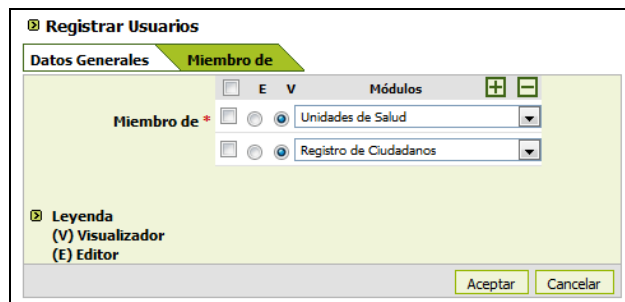 Registrar Usuarios
Datos Generales Miembro de
E V Módulos
Miembro de * Unidades de Salud
Registro de Ciudadanos
Leyenda
(V) Visualizador
(E) Editor
Aceptar Cancelar